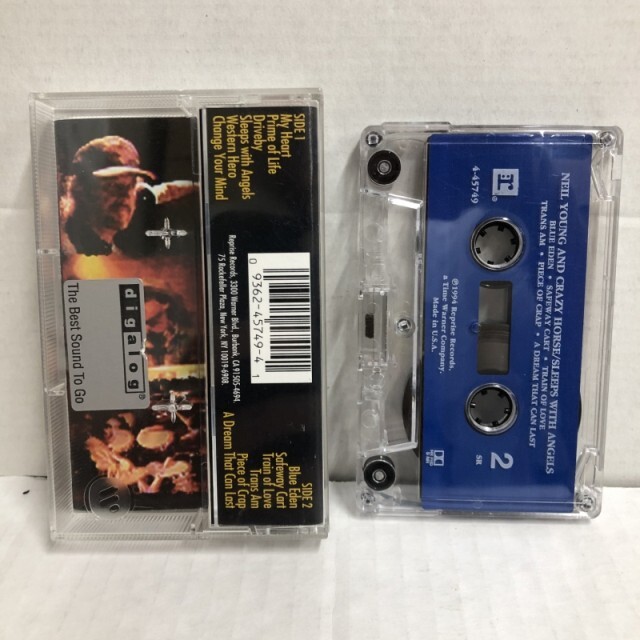 SIDE 1
My Heart
Prime of Life
Driveby
Sleeps with Angels
Western Hero
Change Your Mind
0 9362-45749-4 1
Reprise Records, 3300 Warner Blvd., Burbank, CA 91505-4694
75 Rockefeller Plaza, New York, NY 10019-6908.
SIDE 2
Blue Eden
Safeway Cart
Train of Love
Trans Am
Piece of Crap
A Dream That Can Last
digalog®
The Best Sound To Go
4-45749
r:
NEIL YOUNG AND CRAZY HORSE/SLEEPS WITH ANGELS
BLUE EDEN • SAFEWAY CART • TRAIN OF LOVE
TRANS AM • PIECE OF CRAP • A DREAM THAT CAN LAST
℗1994 Reprise Records,
a Time Warner Company.
Made in U.S.A.
2
SR